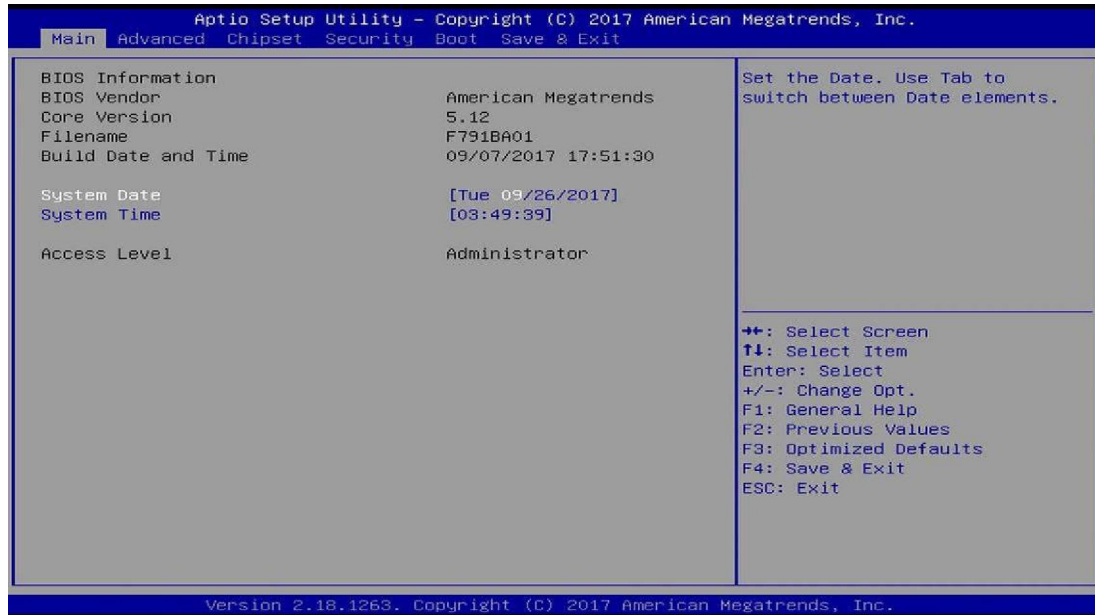 Aptio Setup Utility – Copyright (C) 2017 American Megatrends, Inc.
Main Advanced Chipset Security Boot Save & Exit
BIOS Information
BIOS Vendor American Megatrends
Core Version 5.12
Filename F791BA01
Build Date and Time 09/07/2017 17:51:30
System Date [Tue 09/26/2017]
System Time [03:49:39]
Access Level Administrator
Set the Date. Use Tab to
switch between Date elements.
→←: Select Screen
↑↓: Select Item
Enter: Select
+/-: Change Opt.
F1: General Help
F2: Previous Values
F3: Optimized Defaults
F4: Save & Exit
ESC: Exit
Version 2.18.1263. Copyright (C) 2017 American Megatrends, Inc.